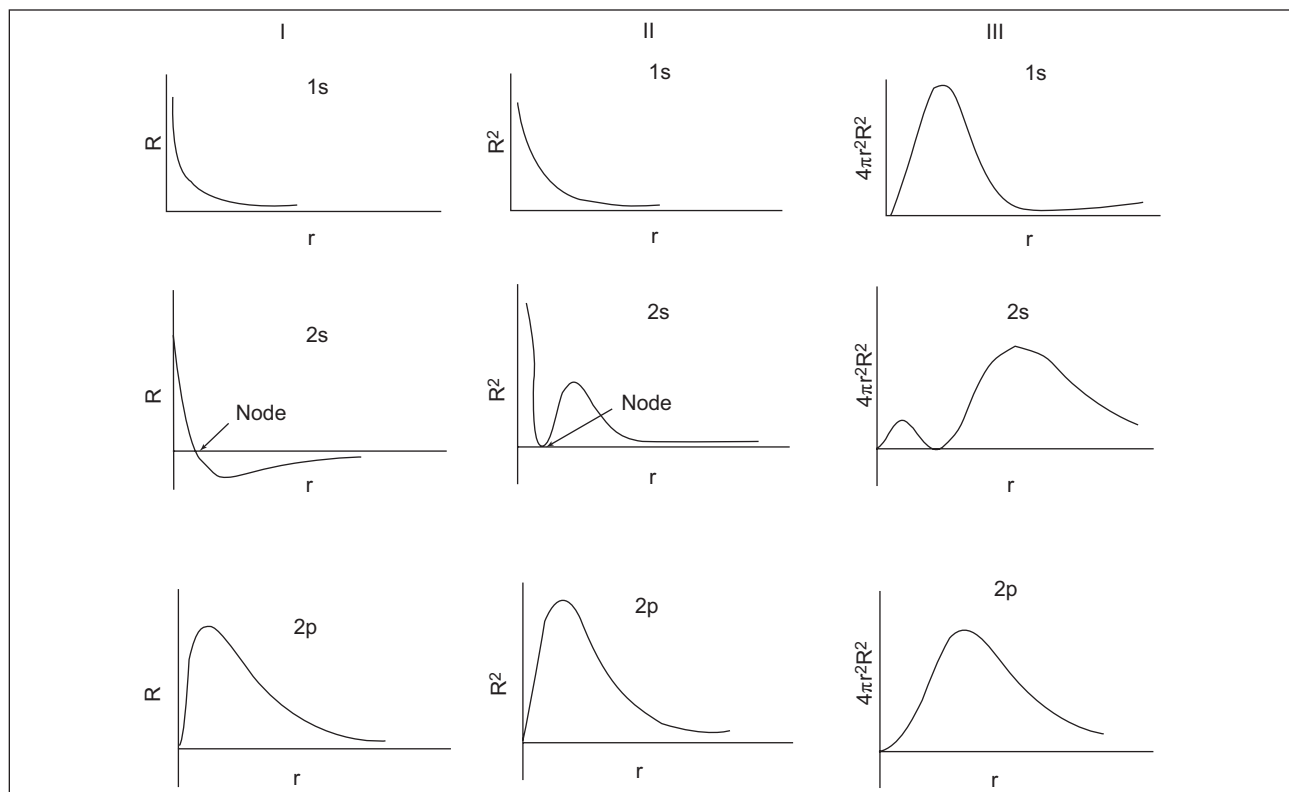 I II III
1s 1s 1s
R R² 4πr²R²
r r r
2s 2s 2s
R Node R² Node 4πr²R²
r r r
2p 2p 2p
R R² 4πr²R²
r r r